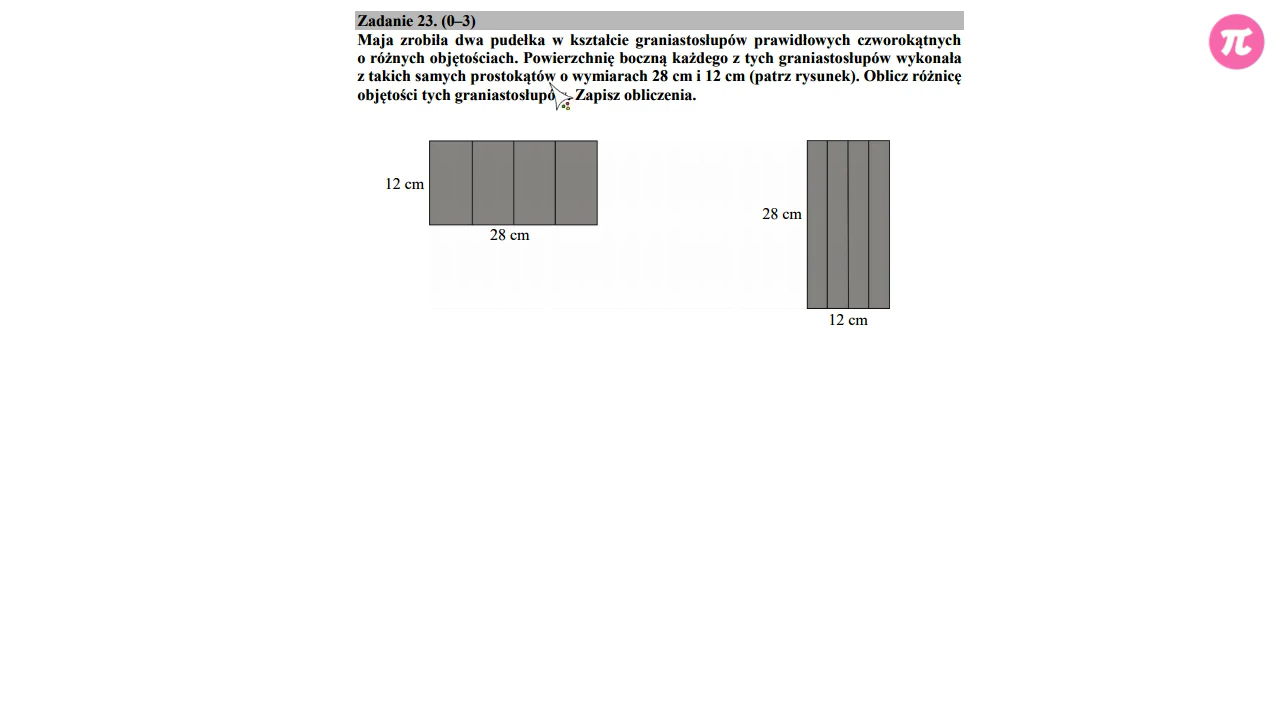 Zadanie 23. (0–3)
Maja zrobiła dwa pudełka w kształcie graniastosłupów prawidłowych czworokątnych
o różnych objętościach. Powierzchnię boczną każdego z tych graniastosłupów wykonała
z takich samych prostokątów o wymiarach 28 cm i 12 cm (patrz rysunek). Oblicz różnicę
objętości tych Zapisz obliczenia.
12 cm
28 cm
28 cm
12 cm
π